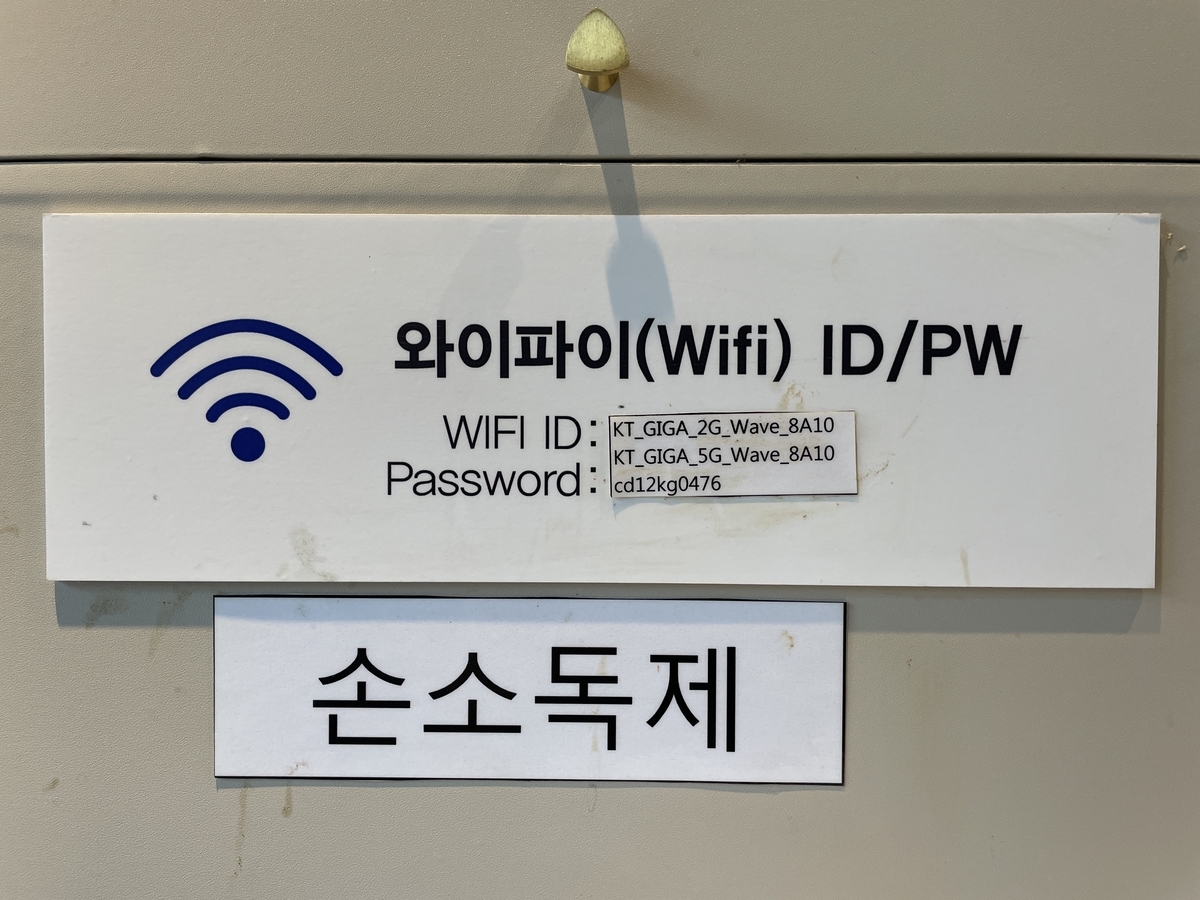 와이파이(Wifi) ID/PW
WIFI ID: KT_GIGA_2G_Wave_8A10
KT_GIGA_5G_Wave_8A10
Password: cd12kg0476
손소독제